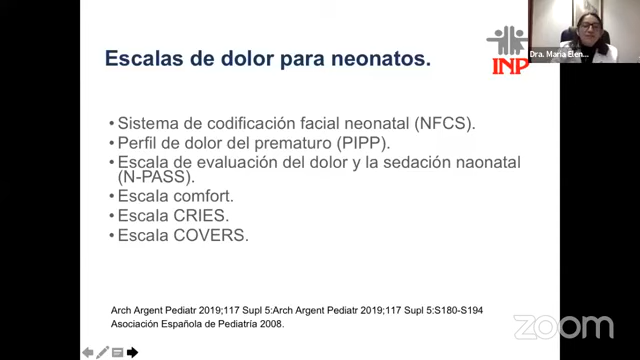 Escalas de dolor para neonatos.
INP
Dra. Maria Elen...
• Sistema de codificación facial neonatal (NFCS).
• Perfil de dolor del prematuro (PIPP).
• Escala de evaluación del dolor y la sedación naonatal
(N-PASS).
• Escala comfort.
• Escala CRIES.
• Escala COVERS.
Arch Argent Pediatr 2019;117 Supl 5:Arch Argent Pediatr 2019;117 Supl 5:S180-S194
Asociación Española de Pediatría 2008.
zoom